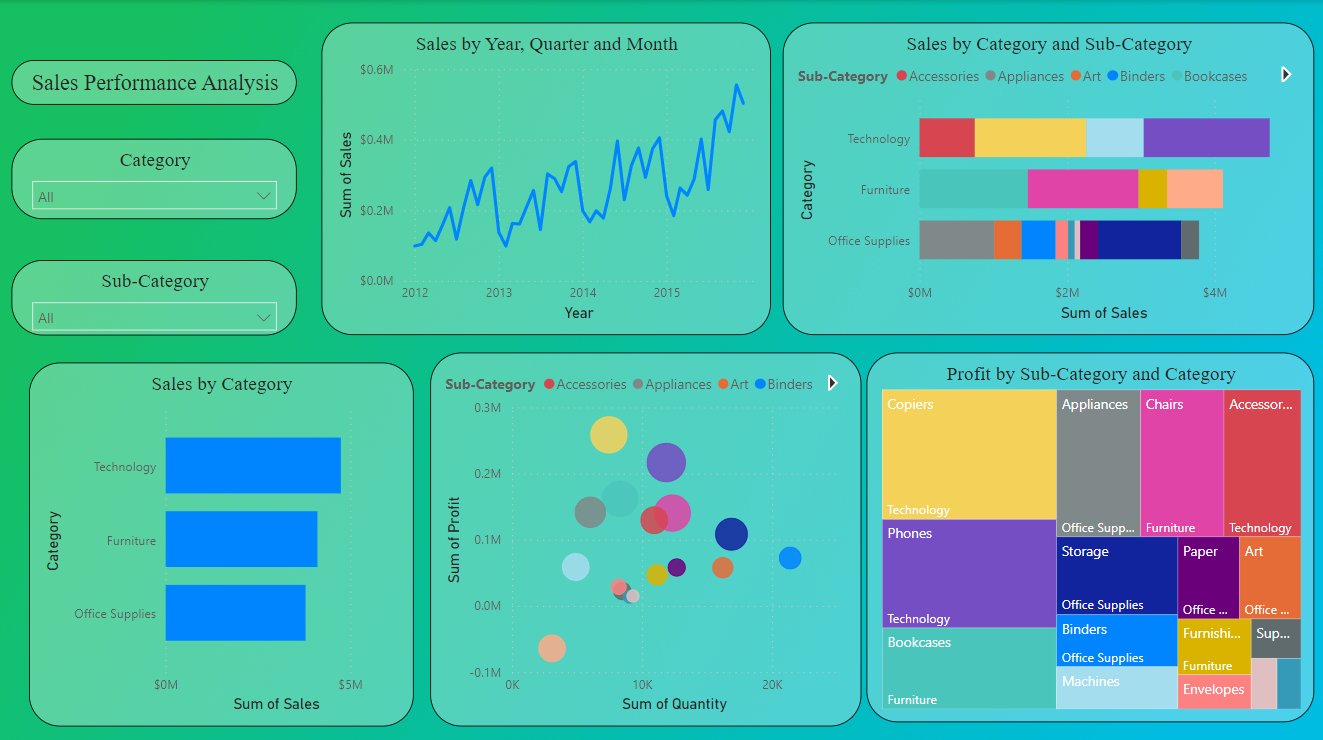 Sales Performance Analysis
Category
All
Sub-Category
All
Sales by Year, Quarter and Month
$0.6M
$0.4M
$0.2M
$0.0M
Sum of Sales
2012 2013 2014 2015
Year
Sales by Category and Sub-Category
Sub-Category Accessories Appliances Art Binders Bookcases
Category
Technology
Furniture
Office Supplies
$0M $2M $4M
Sum of Sales
Sales by Category
Category
Technology
Furniture
Office Supplies
$0M $5M
Sum of Sales
Sub-Category Accessories Appliances Art Binders
0.3M
0.2M
0.1M
0.0M
-0.1M
Sum of Profit
0K 10K 20K
Sum of Quantity
Profit by Sub-Category and Category
Copiers
Technology
Phones
Technology
Bookcases
Furniture
Appliances
Office Supp...
Chairs
Furniture
Accessor...
Technology
Storage
Office Supplies
Paper
Office ...
Art
Office ...
Binders
Office Supplies
Machines
Furnishi...
Furniture
Sup...
Envelopes